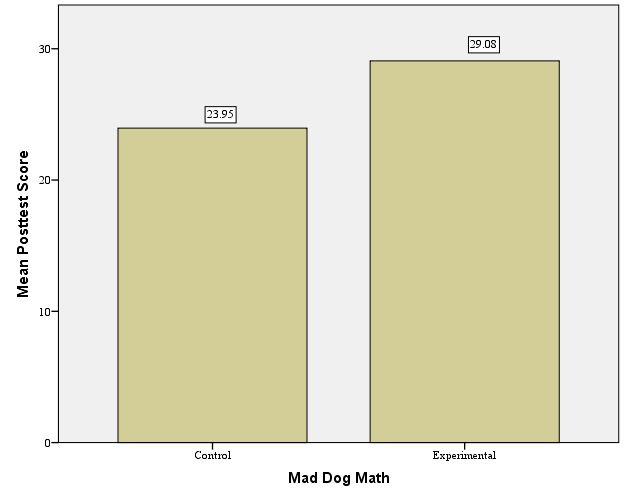 Mean Posttest Score
30
20
10
0
23.95
29.08
Control
Experimental
Mad Dog Math